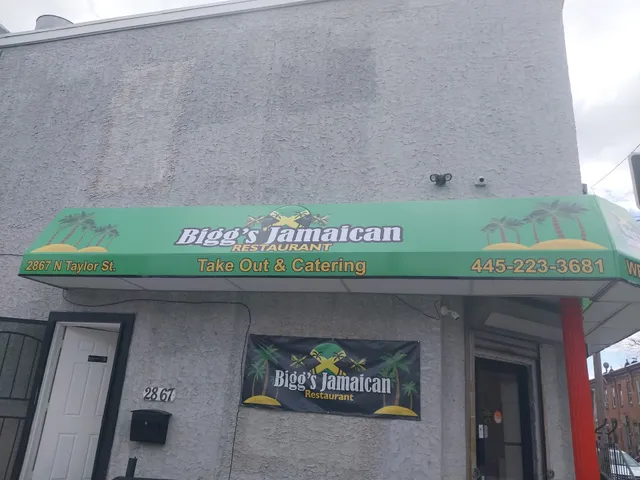 Bigg's Jamaican
RESTAURANT
2867 N Taylor St.
Take Out & Catering
445-223-3681
2867
Bigg's Jamaican
Restaurant